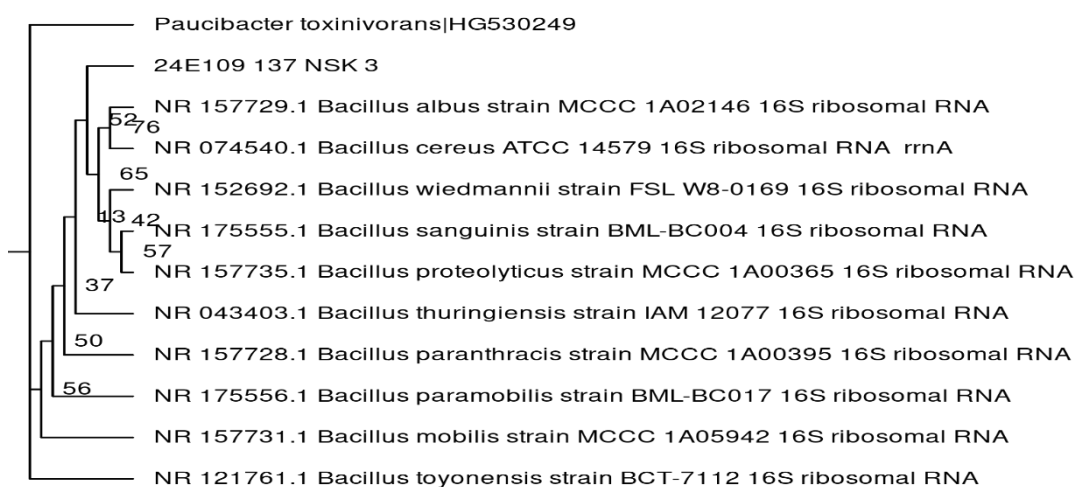 Paucibacter toxinivorans|HG530249
24E109 137 NSK 3
NR 157729.1 Bacillus albus strain MCCC 1A02146 16S ribosomal RNA
52
76
NR 074540.1 Bacillus cereus ATCC 14579 16S ribosomal RNA rrnA
65
NR 152692.1 Bacillus wiedmannii strain FSL W8-0169 16S ribosomal RNA
13
42
NR 175555.1 Bacillus sanguinis strain BML-BC004 16S ribosomal RNA
57
NR 157735.1 Bacillus proteolyticus strain MCCC 1A00365 16S ribosomal RNA
37
NR 043403.1 Bacillus thuringiensis strain IAM 12077 16S ribosomal RNA
50
NR 157728.1 Bacillus paranthracis strain MCCC 1A00395 16S ribosomal RNA
56
NR 175556.1 Bacillus paramobilis strain BML-BC017 16S ribosomal RNA
NR 157731.1 Bacillus mobilis strain MCCC 1A05942 16S ribosomal RNA
NR 121761.1 Bacillus toyonensis strain BCT-7112 16S ribosomal RNA